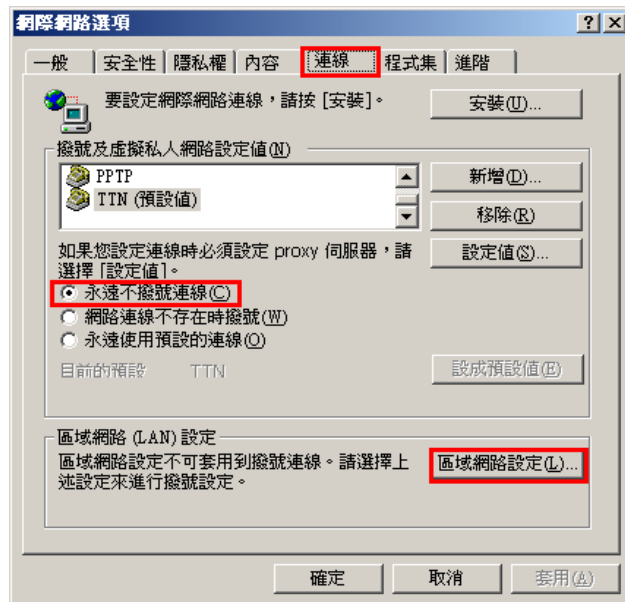 網際網路選項
一般 安全性 隱私權 內容 連線 程式集 進階
要設定網際網路連線，請按 [安裝]。
安裝(U)...
撥號及虛擬私人網路設定值(N)
PPTP
TTN (預設值)
新增(D)...
移除(R)
如果您設定連線時必須設定 proxy 伺服器，請
選擇 [設定值]。
設定值(S)...
永遠不撥號連線(C)
網路連線不存在時撥號(W)
永遠使用預設的連線(O)
目前的預設 TTN
設成預設值(E)
區域網路 (LAN) 設定
區域網路設定不可套用到撥號連線。請選擇上
述設定來進行撥號設定。
區域網路設定(L)...
確定 取消 套用(A)